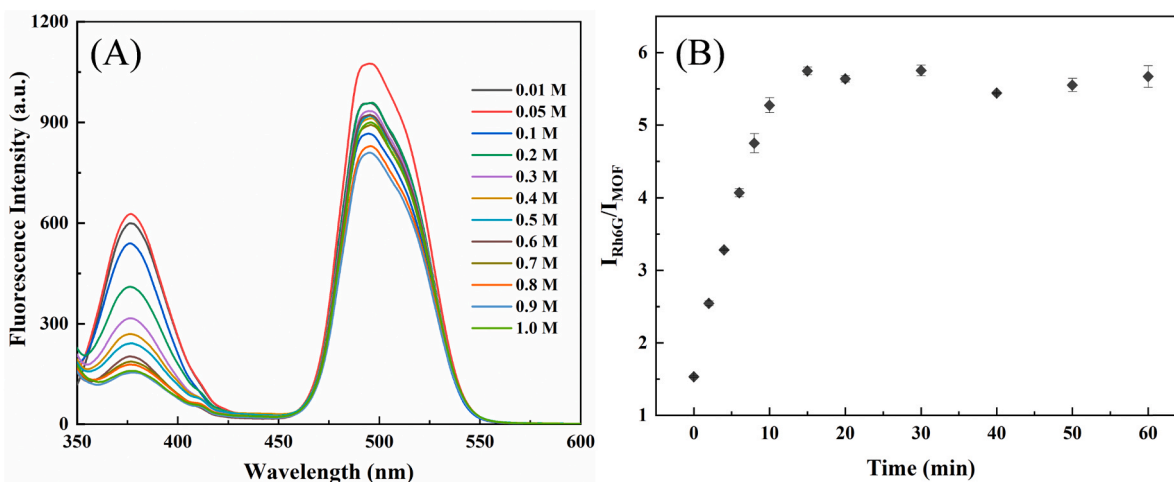 (A)
1200
900
600
300
0
350
400
450
500
550
600
Fluorescence Intensity (a.u.)
Wavelength (nm)
0.01 M
0.05 M
0.1 M
0.2 M
0.3 M
0.4 M
0.5 M
0.6 M
0.7 M
0.8 M
0.9 M
1.0 M
(B)
6
5
4
3
2
1
0
10
20
30
40
50
60
I_Rh6G/I_MOF
Time (min)